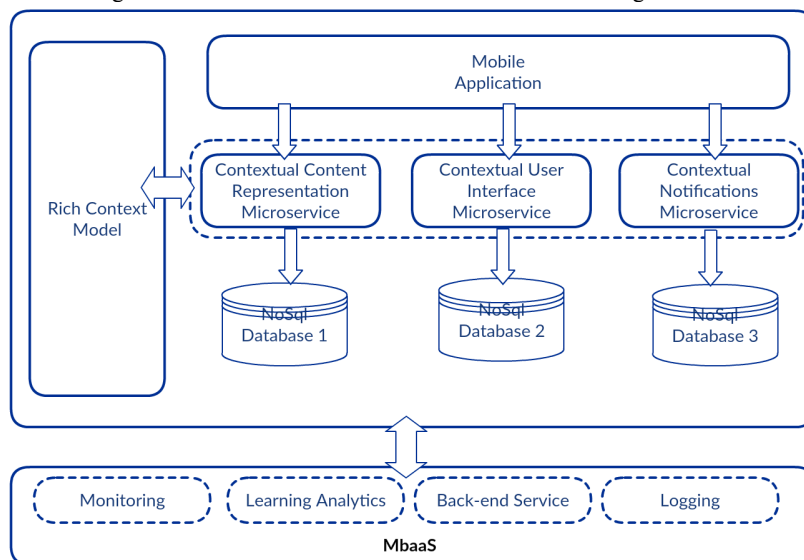 Mobile
Application
Rich Context
Model
Contextual Content
Representation
Microservice
Contextual User
Interface
Microservice
Contextual
Notifications
Microservice
NoSql
Database 1
NoSql
Database 2
NoSql
Database 3
Monitoring
Learning Analytics
Back-end Service
Logging
MbaaS